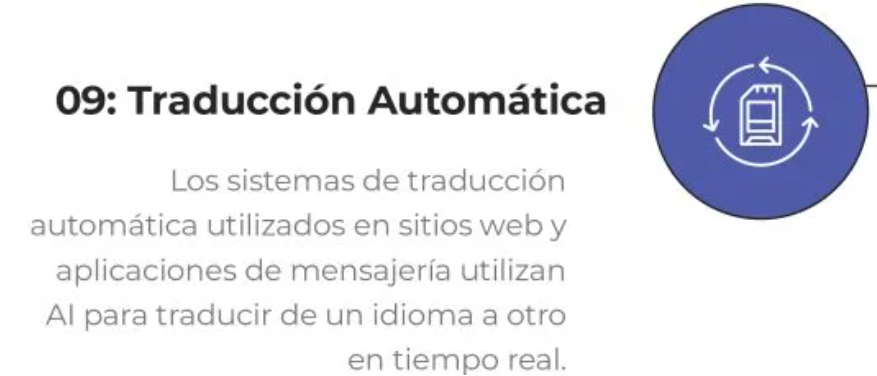 09: Traducción Automática
Los sistemas de traducción
automática utilizados en sitios web y
aplicaciones de mensajería utilizan
AI para traducir de un idioma a otro
en tiempo real.